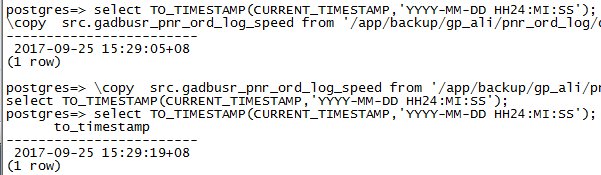 postgres=> select TO_TIMESTAMP(CURRENT_TIMESTAMP,'YYYY-MM-DD HH24:MI:SS');
\copy  src.gadbusr_pnr_ord_log_speed from '/app/backup/gp_ali/pnr_ord_log/
------------------------
 2017-09-25 15:29:05+08
(1 row)
postgres=> \copy  src.gadbusr_pnr_ord_log_speed from '/app/backup/gp_ali/
select TO_TIMESTAMP(CURRENT_TIMESTAMP,'YYYY-MM-DD HH24:MI:SS');
postgres=> select TO_TIMESTAMP(CURRENT_TIMESTAMP,'YYYY-MM-DD HH24:MI:SS');
      to_timestamp
------------------------
 2017-09-25 15:29:19+08
(1 row)